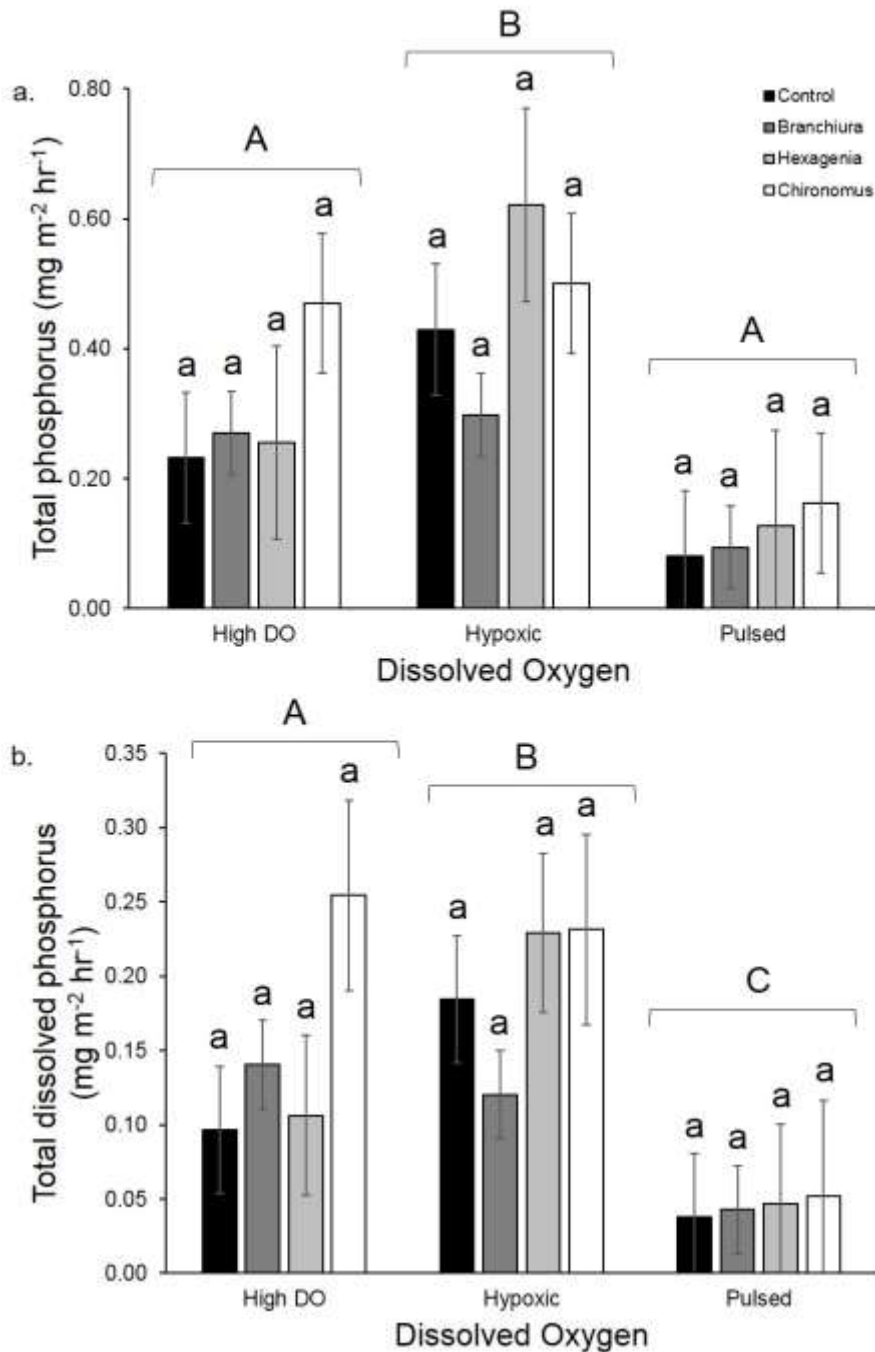 B
a.
0.80
a
Control
Branchiura
Hexagenia
Chironomus
A
a
a
0.60
a
a
A
0.40
a
a
a
a
a
0.20
a
a
0.00
Total phosphorus (mg m⁻² hr⁻¹)
High DO
Hypoxic
Pulsed
Dissolved Oxygen
A
b.
0.35
B
a
a
a
0.30
a
0.25
C
0.20
a
a
a
a
0.15
a
a
a
a
0.10
0.05
0.00
Total dissolved phosphorus
(mg m⁻² hr⁻¹)
High DO
Hypoxic
Pulsed
Dissolved Oxygen